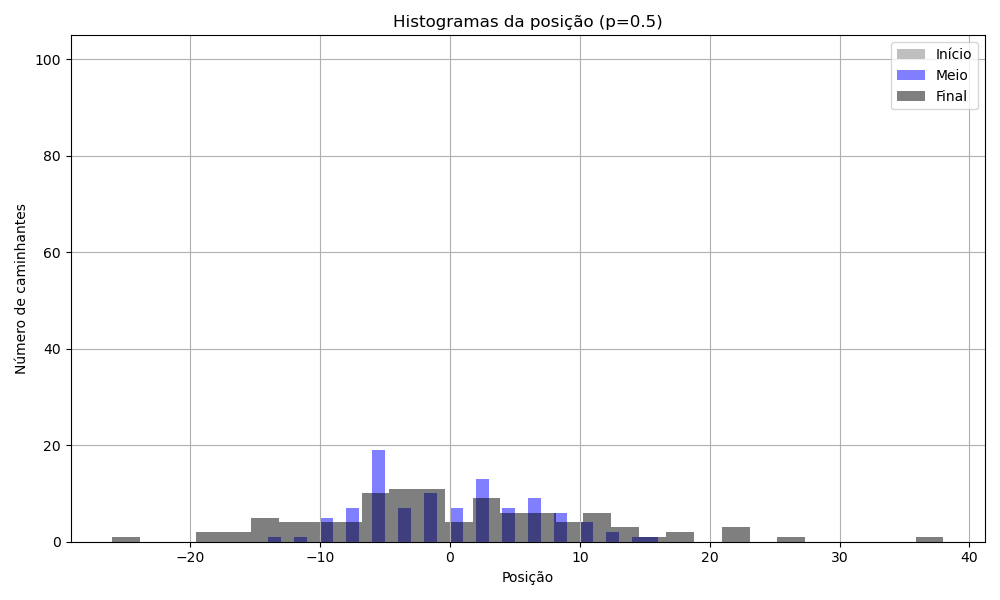 Histogramas da posição (p=0.5)
Número de caminhantes
100
80
60
40
20
0
Início
Meio
Final
−20 −10 0 10 20 30 40
Posição